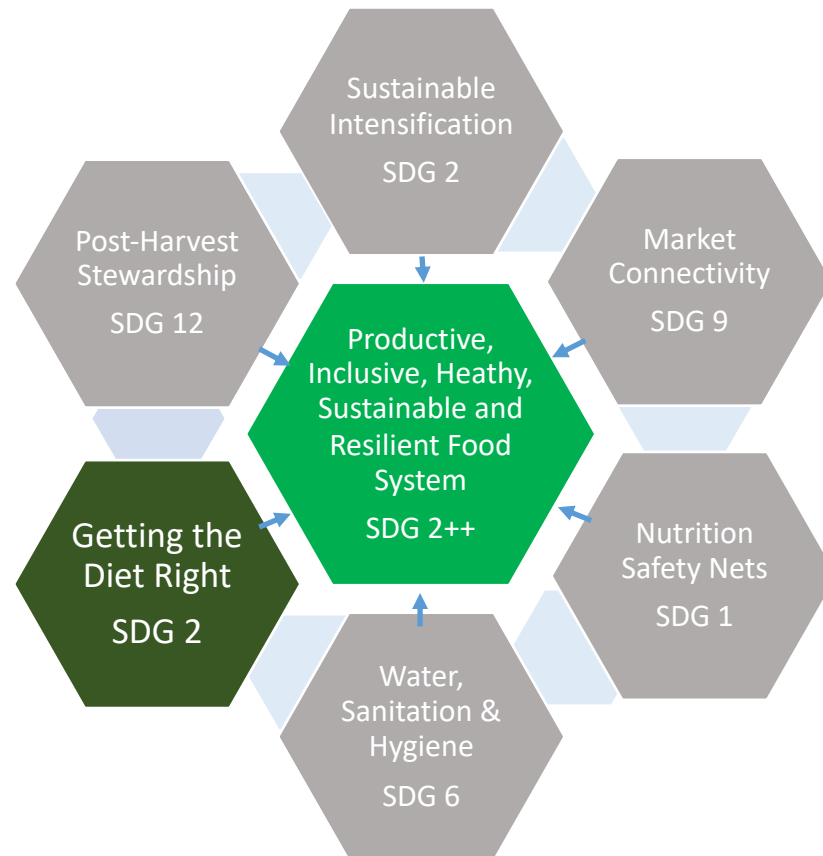 Sustainable
Intensification
SDG 2
Post-Harvest
Stewardship
SDG 12
Market
Connectivity
SDG 9
Productive,
Inclusive, Heathy,
Sustainable and
Resilient Food
System
SDG 2++
Getting the
Diet Right
SDG 2
Nutrition
Safety Nets
SDG 1
Water,
Sanitation &
Hygiene
SDG 6